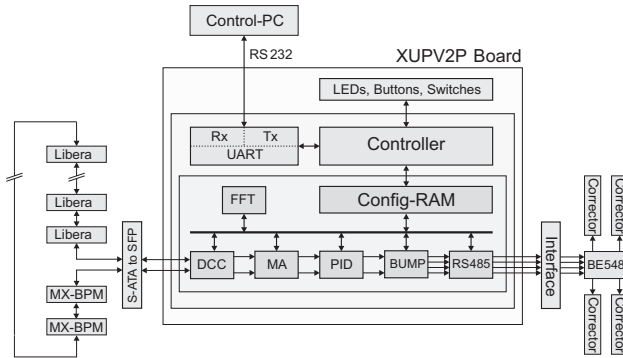 Control-PC
RS 232
XUPV2P Board
LEDs, Buttons, Switches
Rx Tx
UART
Controller
Libera
FFT
Config-RAM
Libera
Libera
S-ATA to SFP
DCC
MA
PID
BUMP
RS485
Interface
Corrector
Corrector
BE548
MX-BPM
MX-BPM
Corrector
Corrector